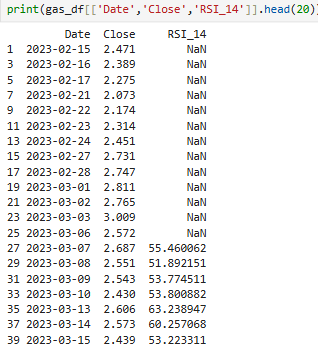 print(gas_df[['Date','Close','RSI_14']].head(20))
Date Close RSI_14
1 2023-02-15 2.471 NaN
3 2023-02-16 2.389 NaN
5 2023-02-17 2.275 NaN
7 2023-02-21 2.073 NaN
9 2023-02-22 2.174 NaN
11 2023-02-23 2.314 NaN
13 2023-02-24 2.451 NaN
15 2023-02-27 2.731 NaN
17 2023-02-28 2.747 NaN
19 2023-03-01 2.811 NaN
21 2023-03-02 2.765 NaN
23 2023-03-03 3.009 NaN
25 2023-03-06 2.572 NaN
27 2023-03-07 2.687 55.460062
29 2023-03-08 2.551 51.892151
31 2023-03-09 2.543 53.774511
33 2023-03-10 2.430 53.800882
35 2023-03-13 2.606 63.238947
37 2023-03-14 2.573 60.257068
39 2023-03-15 2.439 53.223311